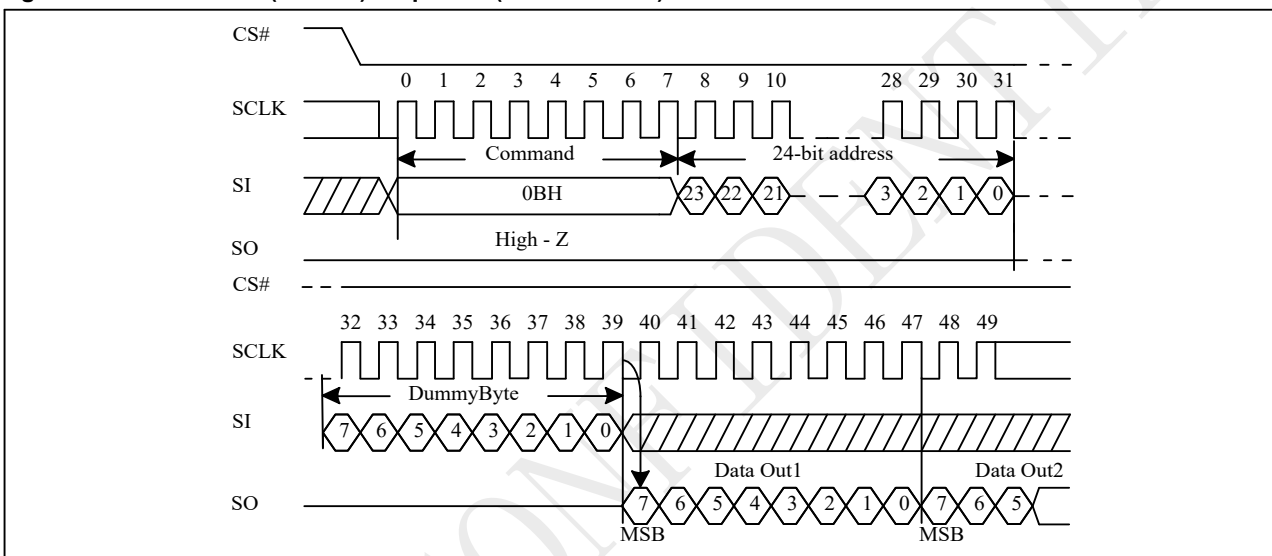 CS#
0 1 2 3 4 5 6 7 8 9 10 28 29 30 31
SCLK
Command 24-bit address
SI 0BH 23 22 21 3 2 1 0
High - Z
SO
CS#
32 33 34 35 36 37 38 39 40 41 42 43 44 45 46 47 48 49
SCLK
DummyByte
SI 7 6 5 4 3 2 1 0
Data Out1 Data Out2
SO 7 6 5 4 3 2 1 0 7 6 5
MSB MSB